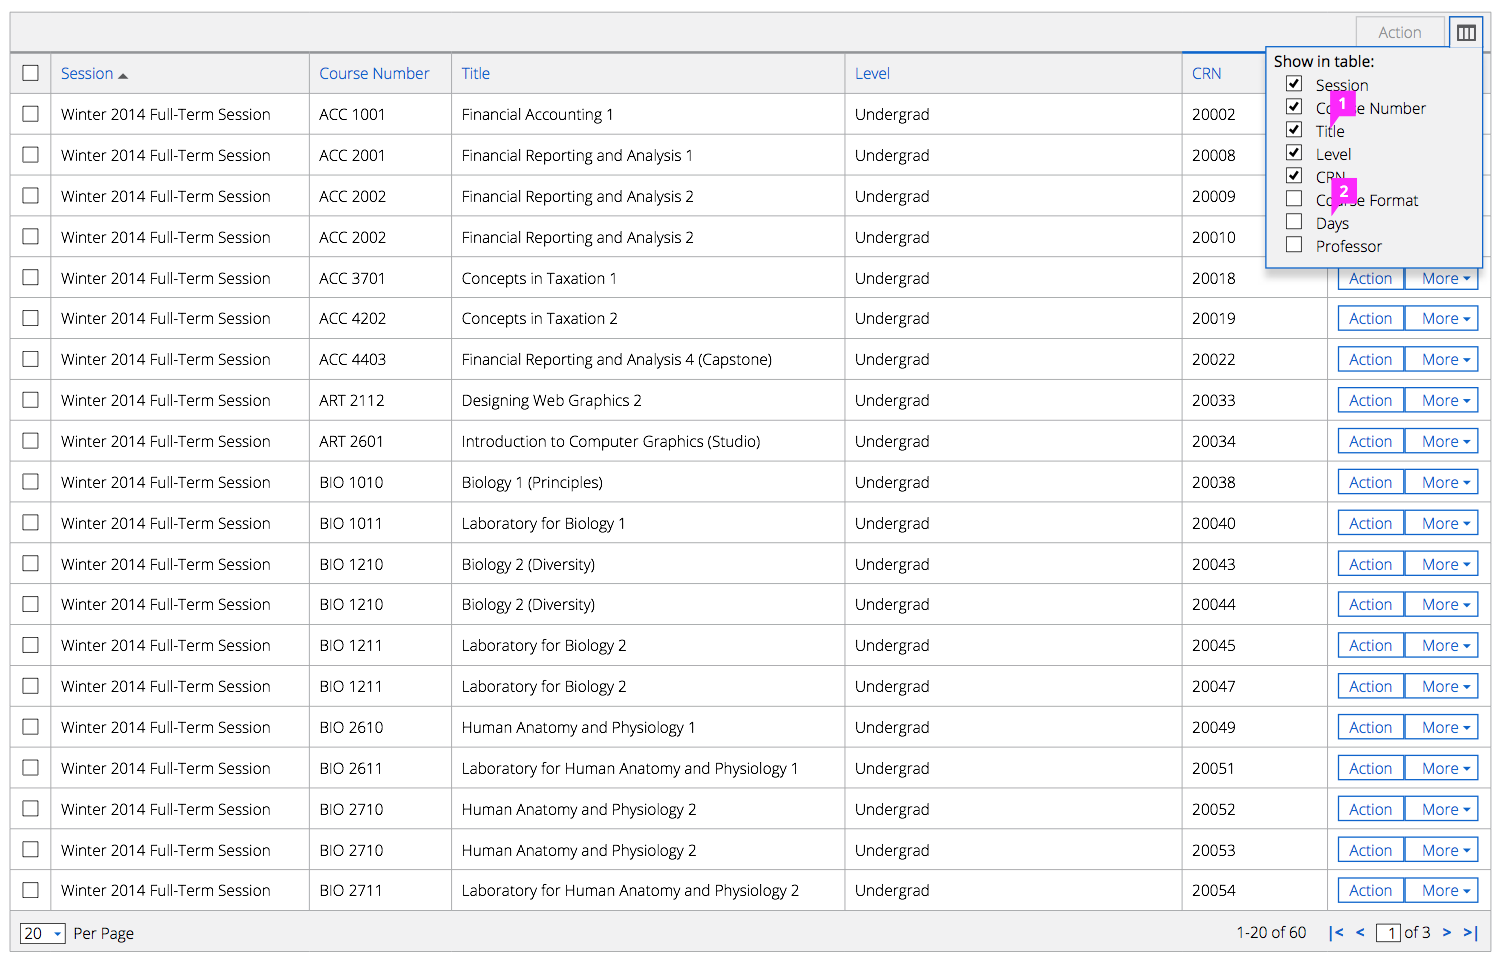 Action
Session Course Number Title Level CRN
Show in table:
Session
1
Course Number
Title
Level
CRN
2
Course Format
Days
Professor
Winter 2014 Full-Term Session ACC 1001 Financial Accounting 1 Undergrad 20002
Winter 2014 Full-Term Session ACC 2001 Financial Reporting and Analysis 1 Undergrad 20008
Winter 2014 Full-Term Session ACC 2002 Financial Reporting and Analysis 2 Undergrad 20009
Winter 2014 Full-Term Session ACC 2002 Financial Reporting and Analysis 2 Undergrad 20010
Winter 2014 Full-Term Session ACC 3701 Concepts in Taxation 1 Undergrad 20018 Action More
Winter 2014 Full-Term Session ACC 4202 Concepts in Taxation 2 Undergrad 20019 Action More
Winter 2014 Full-Term Session ACC 4403 Financial Reporting and Analysis 4 (Capstone) Undergrad 20022 Action More
Winter 2014 Full-Term Session ART 2112 Designing Web Graphics 2 Undergrad 20033 Action More
Winter 2014 Full-Term Session ART 2601 Introduction to Computer Graphics (Studio) Undergrad 20034 Action More
Winter 2014 Full-Term Session BIO 1010 Biology 1 (Principles) Undergrad 20038 Action More
Winter 2014 Full-Term Session BIO 1011 Laboratory for Biology 1 Undergrad 20040 Action More
Winter 2014 Full-Term Session BIO 1210 Biology 2 (Diversity) Undergrad 20043 Action More
Winter 2014 Full-Term Session BIO 1210 Biology 2 (Diversity) Undergrad 20044 Action More
Winter 2014 Full-Term Session BIO 1211 Laboratory for Biology 2 Undergrad 20045 Action More
Winter 2014 Full-Term Session BIO 1211 Laboratory for Biology 2 Undergrad 20047 Action More
Winter 2014 Full-Term Session BIO 2610 Human Anatomy and Physiology 1 Undergrad 20049 Action More
Winter 2014 Full-Term Session BIO 2611 Laboratory for Human Anatomy and Physiology 1 Undergrad 20051 Action More
Winter 2014 Full-Term Session BIO 2710 Human Anatomy and Physiology 2 Undergrad 20052 Action More
Winter 2014 Full-Term Session BIO 2710 Human Anatomy and Physiology 2 Undergrad 20053 Action More
Winter 2014 Full-Term Session BIO 2711 Laboratory for Human Anatomy and Physiology 2 Undergrad 20054 Action More
20 Per Page 1-20 of 60 |< < 1 of 3 > >|